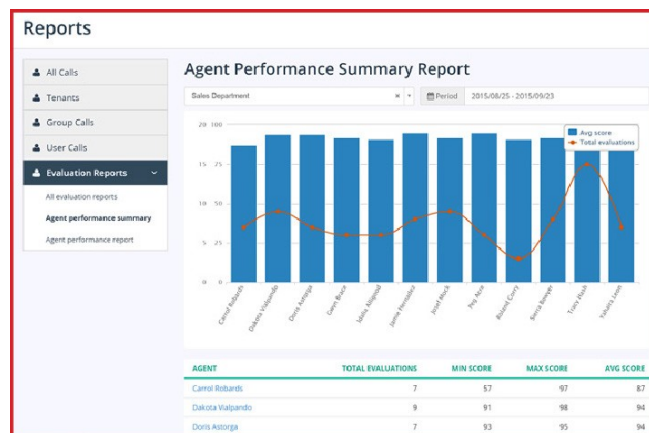 Reports
All Calls
Tenants
Group Calls
User Calls
Evaluation Reports
All evaluation reports
Agent performance summary
Agent performance report
Agent Performance Summary Report
Sales Department
Period 2015/08/25 - 2015/09/23
Avg score
Total evaluations
20 100
15 75
10 50
5 25
0 0
Carrol Robards
Dakota Vialpando
Doris Astorga
AGENT TOTAL EVALUATIONS MIN SCORE MAX SCORE AVG SCORE
Carrol Robards 7 57 97 87
Dakota Vialpando 9 91 98 94
Doris Astorga 7 93 95 94